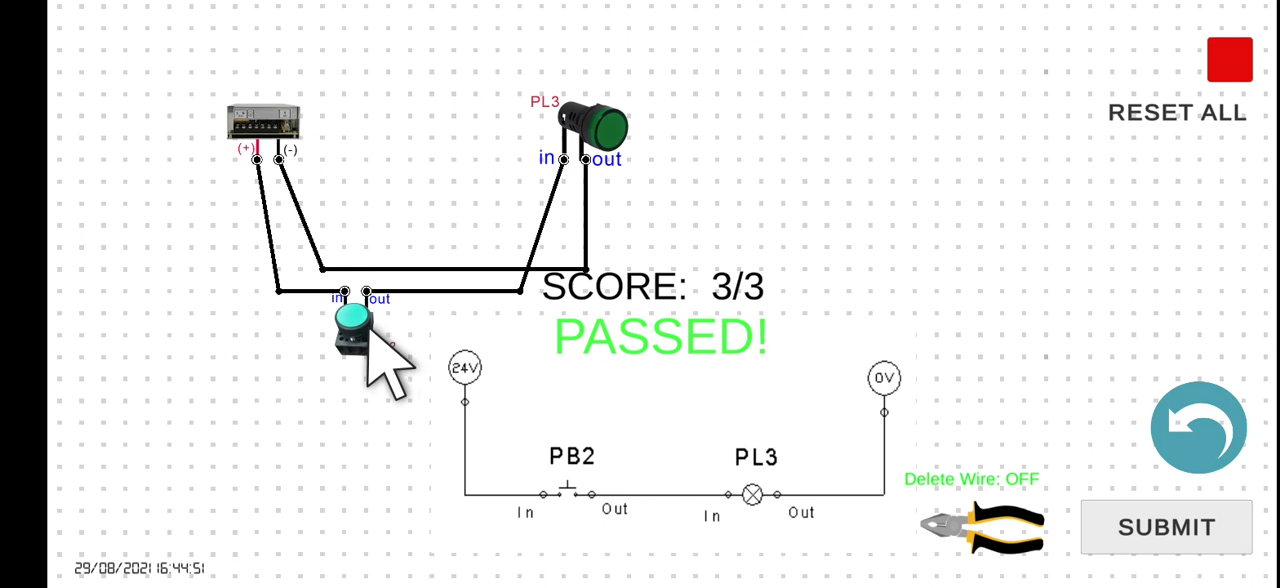 RESET ALL
PL3
(+)
(-)
in
out
in
out
SCORE: 3/3
PASSED!
24V
0V
PB2
PL3
In
Out
In
Out
Delete Wire: OFF
SUBMIT
29/08/2021 16:44:51